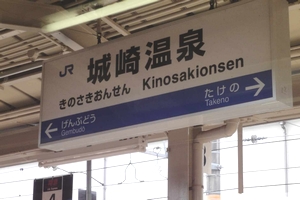 JR 城崎温泉
きのさきおんせん Kinosakionsen
← げんぶどう たけの →
Gembudo Takeno
4